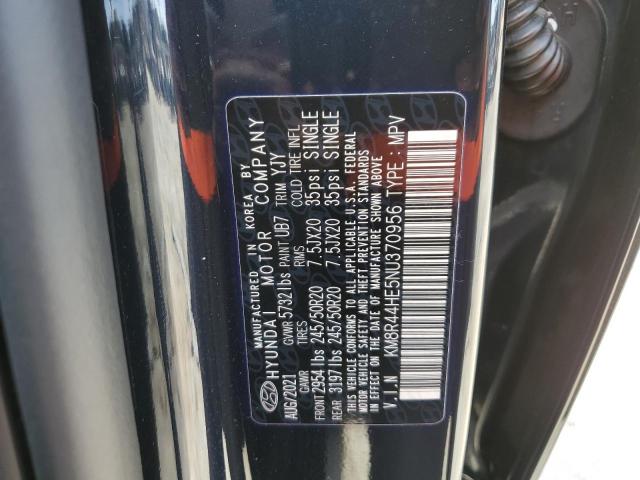 MANUFACTURED IN KOREA BY
HYUNDAI MOTOR COMPANY
AUG/2021 GVWR 5732 lbs PAINT UB7 TRIM YJY
GAWR TIRES RIMS COLD TIRE INFL
FRONT 2954 lbs 245/50R20 7.5JX20 35psi SINGLE
REAR 3197 lbs 245/50R20 7.5JX20 35psi SINGLE
THIS VEHICLE CONFORMS TO ALL APPLICABLE U.S.A. FEDERAL
MOTOR VEHICLE SAFETY AND THEFT PREVENTION STANDARDS
IN EFFECT ON THE DATE OF MANUFACTURE SHOWN ABOVE.
V.I.N KM8R44HE5NU370956 TYPE : MPV